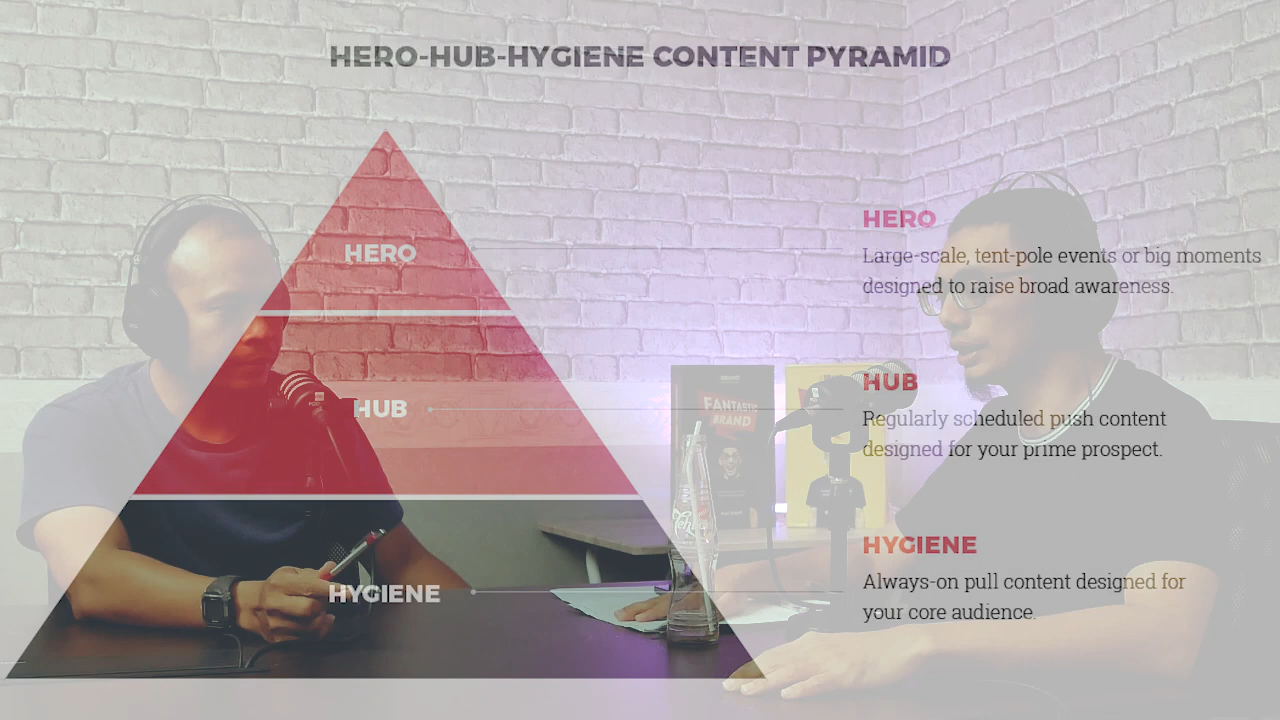 HERO-HUB-HYGIENE CONTENT PYRAMID
HERO
HERO
Large-scale, tent-pole events or big moments
designed to raise broad awareness.
HUB
HUB
Regularly scheduled push content
designed for your prime prospect.
FANTASTIC
BRAND
HYGIENE
HYGIENE
Always-on pull content designed for
your core audience.